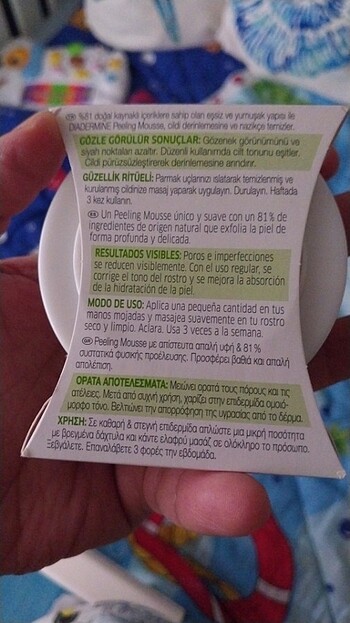 %81 doğal kaynaklı içeriklere sahip olan eşsiz ve yumuşak yapısı ile
DIADERMINE Peeling Mousse, cildi derinlemesine ve nazikçe temizler.
GÖZLE GÖRÜLÜR SONUÇLAR: Gözenek görünümünü ve
siyah noktaları azaltır. Düzenli kullanımda cilt tonunu eşitler.
Cildi pürüzsüzleştirerek derinlemesine arındırır.
GÜZELLİK RİTÜELİ: Parmak uçlarınızı ıslatarak temizlenmiş ve
kurulanmış cildinize masaj yaparak uygulayın. Durulayın. Haftada
3 kez kullanın.
Un Peeling Mousse único y suave con un 81% de
ingredientes de origen natural que exfolia la piel de
forma profunda y delicada.
RESULTADOS VISIBLES: Poros e imperfecciones
se reducen visiblemente. Con el uso regular, se
corrige el tono del rostro y se mejora la absorción
de la hidratación de la piel.
MODO DE USO: Aplica una pequeña cantidad en tus
manos mojadas y masajea suavemente en tu rostro
seco y limpio. Aclara. Usa 3 veces a la semana.
Peeling Mousse με απίστευτα απαλή υφή & 81%
συστατικά φυσικής προέλευσης. Προσφέρει βαθιά και απαλή
απολέπιση.
ΟΡΑΤΑ ΑΠΟΤΕΛΕΣΜΑΤΑ: Μειώνει ορατά τους πόρους και τις
ατέλειες. Μετά από συχνή χρήση, χαρίζει στην επιδερμίδα ομοιό-
μορφο τόνο. Βελτιώνει την απορρόφηση της υγρασίας από το δέρμα.
ΧΡΗΣΗ: Σε καθαρή & στεγνή επιδερμίδα απλώστε μια μικρή ποσότητα
με βρεγμένα δάχτυλα και κάντε ελαφρύ μασάζ σε ολόκληρο το πρόσωπο.
Ξεβγάλετε. Επαναλάβετε 3 φορές την εβδομάδα.